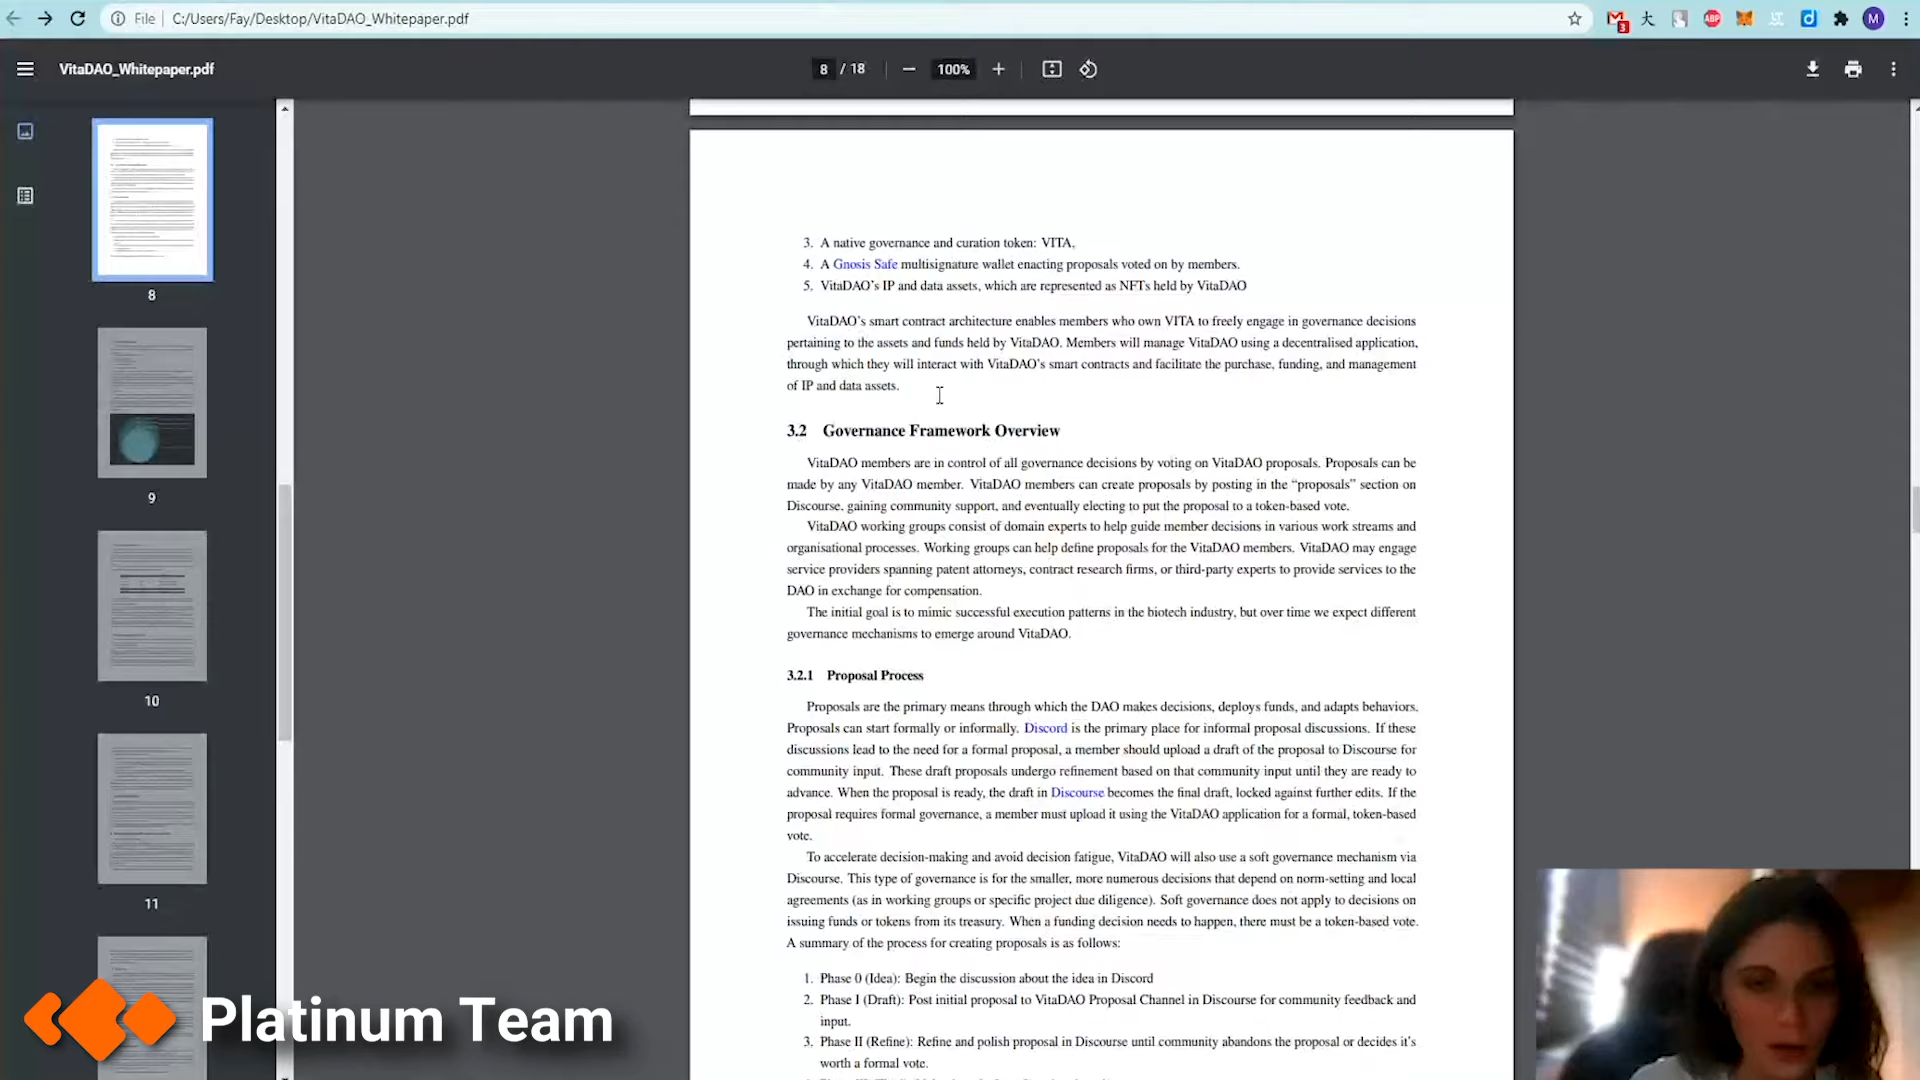 File
C:/Users/Fay/Desktop/VitaDAO_Whitepaper.pdf
3
ABP
M
VitaDAO_Whitepaper.pdf
8 / 18
100%
8
9
10
11
3. A native governance and curation token: VITA,
4. A Gnosis Safe multisignature wallet enacting proposals voted on by members.
5. VitaDAO's IP and data assets, which are represented as NFTs held by VitaDAO
VitaDAO's smart contract architecture enables members who own VITA to freely engage in governance decisions
pertaining to the assets and funds held by VitaDAO. Members will manage VitaDAO using a decentralised application,
through which they will interact with VitaDAO's smart contracts and facilitate the purchase, funding, and management
of IP and data assets.
3.2 Governance Framework Overview
VitaDAO members are in control of all governance decisions by voting on VitaDAO proposals. Proposals can be
made by any VitaDAO member. VitaDAO members can create proposals by posting in the “proposals” section on
Discourse, gaining community support, and eventually electing to put the proposal to a token-based vote.
VitaDAO working groups consist of domain experts to help guide member decisions in various work streams and
organisational processes. Working groups can help define proposals for the VitaDAO members. VitaDAO may engage
service providers spanning patent attorneys, contract research firms, or third-party experts to provide services to the
DAO in exchange for compensation.
The initial goal is to mimic successful execution patterns in the biotech industry, but over time we expect different
governance mechanisms to emerge around VitaDAO.
3.2.1 Proposal Process
Proposals are the primary means through which the DAO makes decisions, deploys funds, and adapts behaviors.
Proposals can start formally or informally. Discord is the primary place for informal proposal discussions. If these
discussions lead to the need for a formal proposal, a member should upload a draft of the proposal to Discourse for
community input. These draft proposals undergo refinement based on that community input until they are ready to
advance. When the proposal is ready, the draft in Discourse becomes the final draft, locked against further edits. If the
proposal requires formal governance, a member must upload it using the VitaDAO application for a formal, token-based
vote.
To accelerate decision-making and avoid decision fatigue, VitaDAO will also use a soft governance mechanism via
Discourse. This type of governance is for the smaller, more numerous decisions that depend on norm-setting and local
agreements (as in working groups or specific project due diligence). Soft governance does not apply to decisions on
issuing funds or tokens from its treasury. When a funding decision needs to happen, there must be a token-based vote.
A summary of the process for creating proposals is as follows:
1. Phase 0 (Idea): Begin the discussion about the idea in Discord
2. Phase I (Draft): Post initial proposal to VitaDAO Proposal Channel in Discourse for community feedback and
input.
3. Phase II (Refine): Refine and polish proposal in Discourse until community abandons the proposal or decides it's
worth a formal vote.
Platinum Team